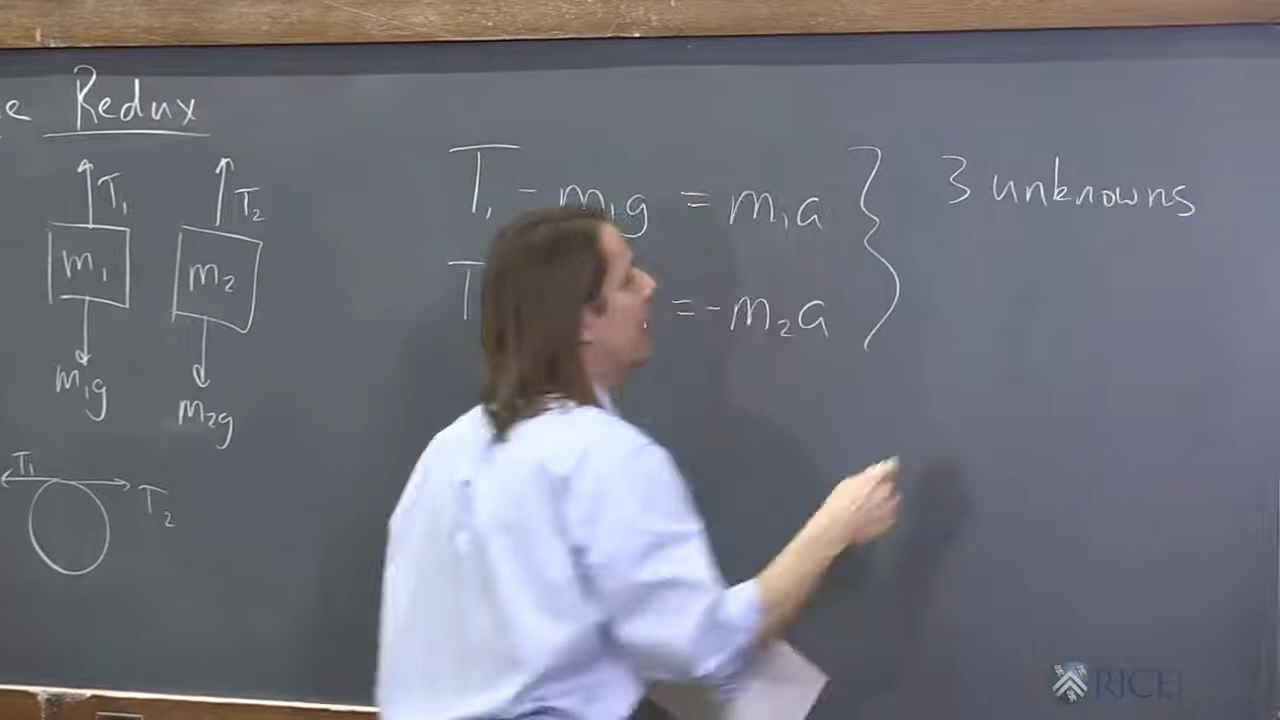 e Redux
T₁ T₂
m₁ m₂
m₁g m₂g
T₁ T₂
T₁ - m₁g = m₁a
T = -m₂a
3 unknowns
RICE